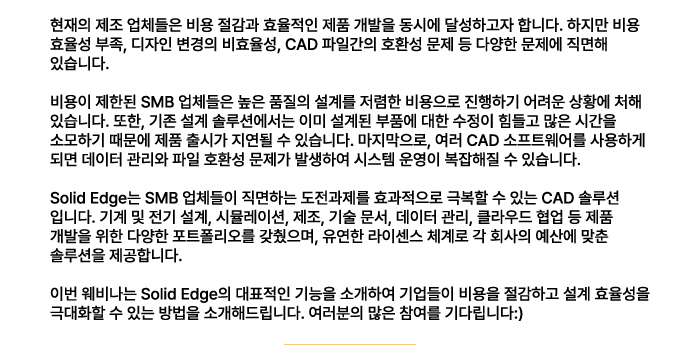 현재의 제조 업체들은 비용 절감과 효율적인 제품 개발을 동시에 달성하고자 합니다. 하지만 비용
효율성 부족, 디자인 변경의 비효율성, CAD 파일간의 호환성 문제 등 다양한 문제에 직면해
있습니다.
비용이 제한된 SMB 업체들은 높은 품질의 설계를 저렴한 비용으로 진행하기 어려운 상황에 처해
있습니다. 또한, 기존 설계 솔루션에서는 이미 설계된 부품에 대한 수정이 힘들고 많은 시간을
소모하기 때문에 제품 출시가 지연될 수 있습니다. 마지막으로, 여러 CAD 소프트웨어를 사용하게
되면 데이터 관리와 파일 호환성 문제가 발생하여 시스템 운영이 복잡해질 수 있습니다.
Solid Edge는 SMB 업체들이 직면하는 도전과제를 효과적으로 극복할 수 있는 CAD 솔루션
입니다. 기계 및 전기 설계, 시뮬레이션, 제조, 기술 문서, 데이터 관리, 클라우드 협업 등 제품
개발을 위한 다양한 포트폴리오를 갖췄으며, 유연한 라이센스 체계로 각 회사의 예산에 맞춘
솔루션을 제공합니다.
이번 웨비나는 Solid Edge의 대표적인 기능을 소개하여 기업들이 비용을 절감하고 설계 효율성을
극대화할 수 있는 방법을 소개해드립니다. 여러분의 많은 참여를 기다립니다:)